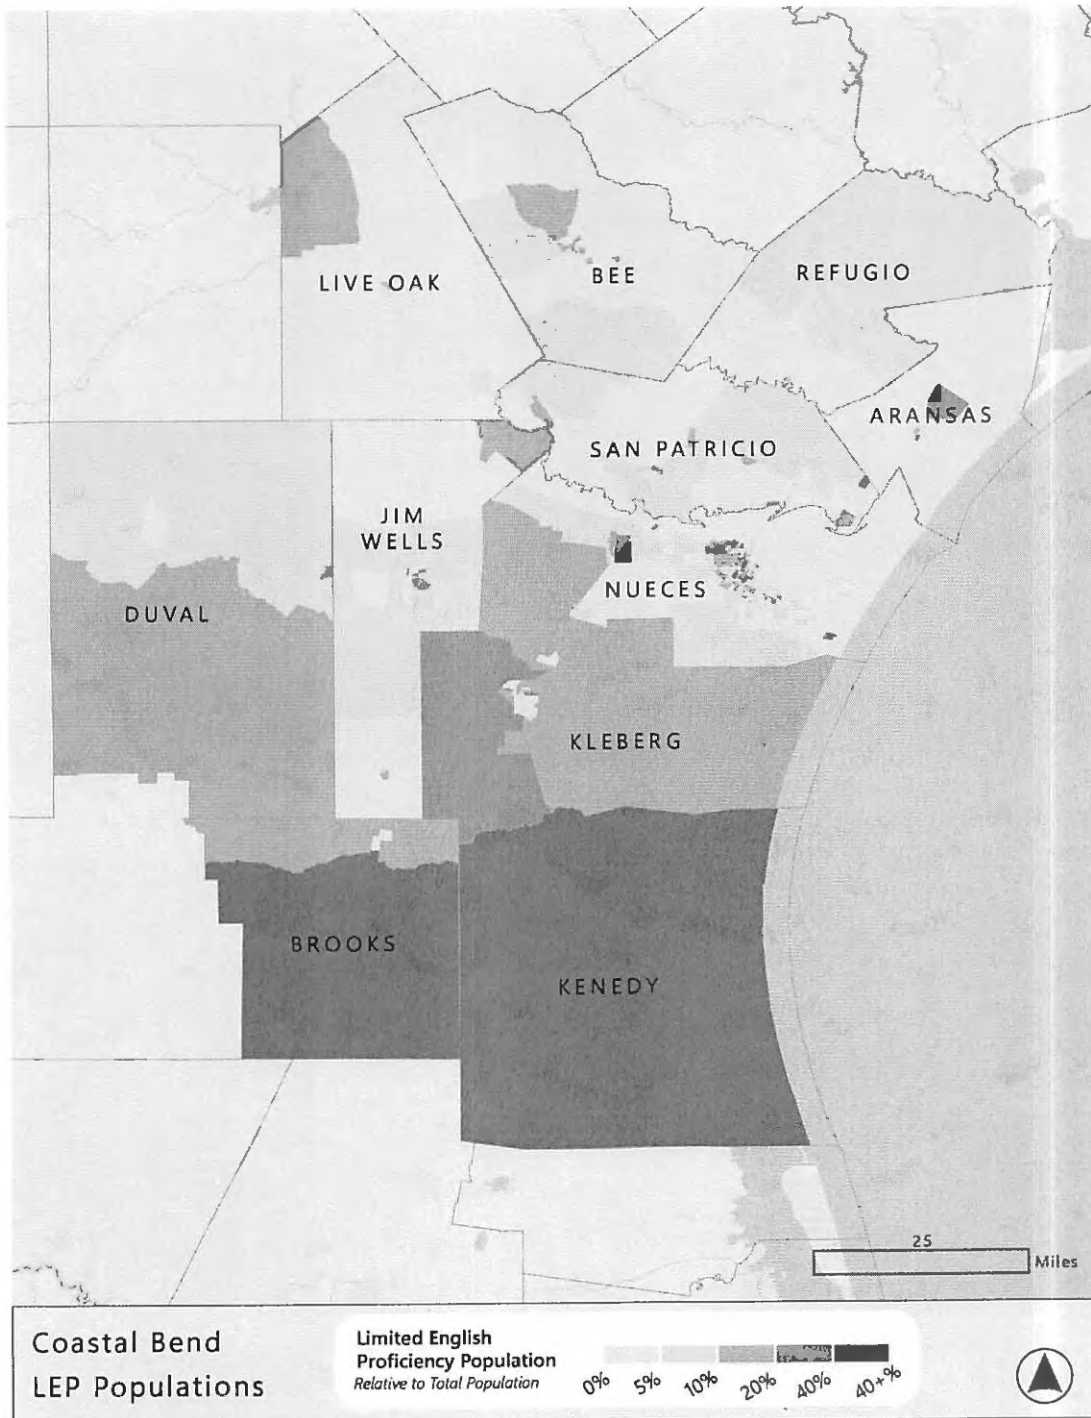 LIVE OAK
BEE
REFUGIO
ARANSAS
SAN PATRICIO
JIM
WELLS
NUECES
DUVAL
KLEBERG
BROOKS
KENEDY
25
Miles
Coastal Bend
LEP Populations
Limited English
Proficiency Population
Relative to Total Population
0% 5% 10% 20% 40% 40+%